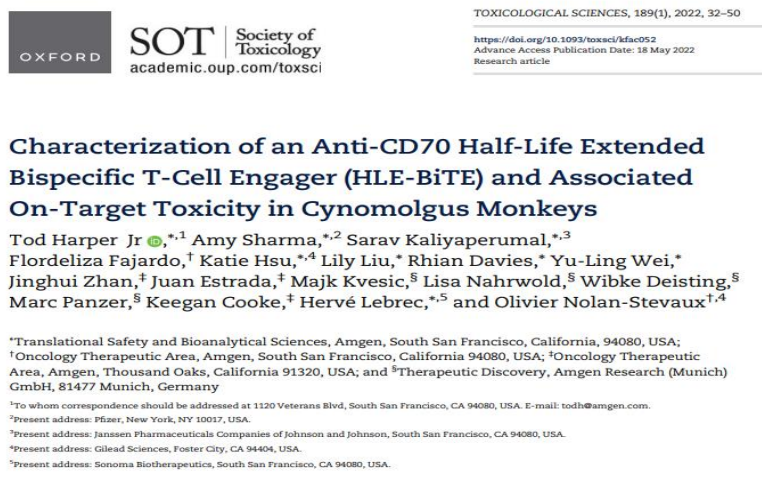 OXFORD
SOT
Society of
Toxicology
academic.oup.com/toxsci
TOXICOLOGICAL SCIENCES, 189(1), 2022, 32–50
https://doi.org/10.1093/toxsci/kfac052
Advance Access Publication Date: 18 May 2022
Research article
Characterization of an Anti-CD70 Half-Life Extended
Bispecific T-Cell Engager (HLE-BiTE) and Associated
On-Target Toxicity in Cynomolgus Monkeys
Tod Harper Jr iD,*,1 Amy Sharma,*,2 Sarav Kaliyaperumal,*,3
Flordeliza Fajardo,† Katie Hsu,*,4 Lily Liu,* Rhian Davies,* Yu-Ling Wei,*
Jinghui Zhan,‡ Juan Estrada,‡ Majk Kvesic,§ Lisa Nahrwold,§ Wibke Deisting,§
Marc Panzer,§ Keegan Cooke,‡ Hervé Lebrec,*,5 and Olivier Nolan-Stevaux†,4
*Translational Safety and Bioanalytical Sciences, Amgen, South San Francisco, California, 94080, USA;
†Oncology Therapeutic Area, Amgen, South San Francisco, California 94080, USA; ‡Oncology Therapeutic
Area, Amgen, Thousand Oaks, California 91320, USA; and §Therapeutic Discovery, Amgen Research (Munich)
GmbH, 81477 Munich, Germany
1To whom correspondence should be addressed at 1120 Veterans Blvd, South San Francisco, CA 94080, USA. E-mail: todh@amgen.com.
2Present address: Pfizer, New York, NY 10017, USA.
3Present address: Janssen Pharmaceuticals Companies of Johnson and Johnson, South San Francisco, CA 94080, USA.
4Present address: Gilead Sciences, Foster City, CA 94404, USA.
5Present address: Sonoma Biotherapeutics, South San Francisco, CA 94080, USA.